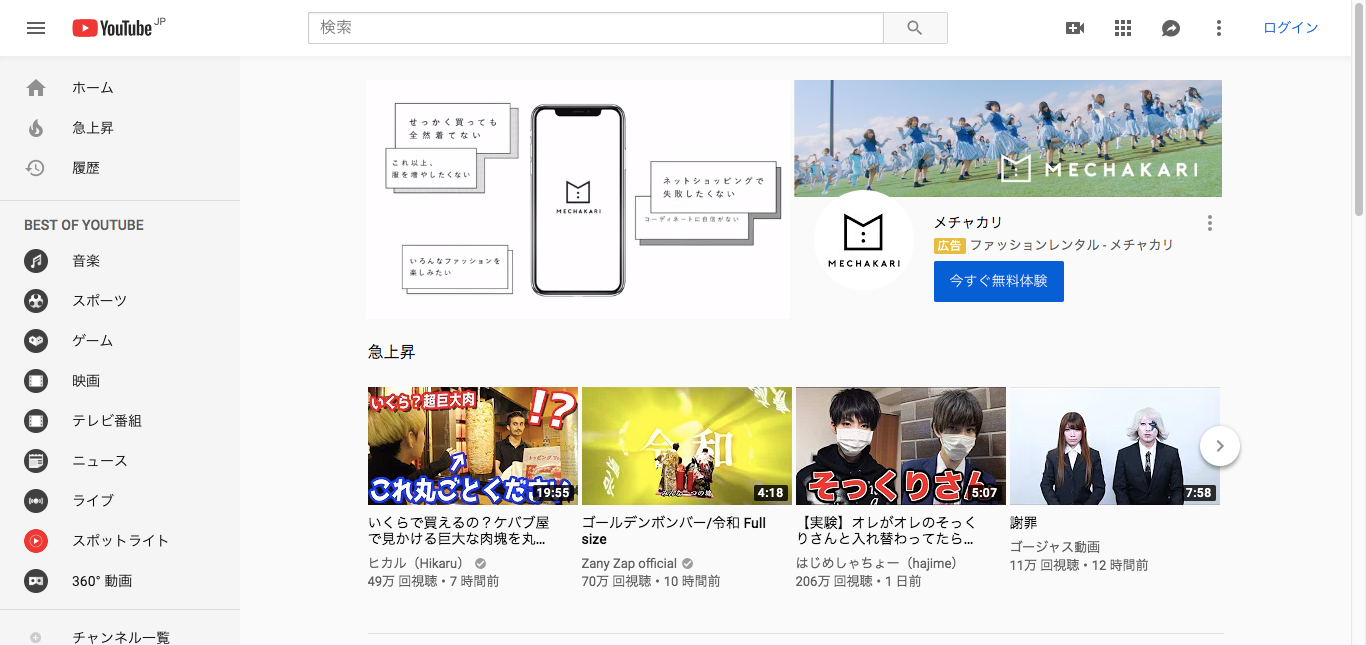 YouTube JP
検索
ログイン
ホーム
急上昇
履歴
BEST OF YOUTUBE
音楽
スポーツ
ゲーム
映画
テレビ番組
ニュース
ライブ
スポットライト
360° 動画
チャンネル一覧
せっかく買っても
全然着てない
これ以上、
服を増やしたくない
いろんなファッションを
楽しみたい
MECHAKARI
ネットショッピングで
失敗したくない
コーディネートに自信がない
MECHAKARI
MECHAKARI
メチャカリ
広告 ファッションレンタル - メチャカリ
今すぐ無料体験
急上昇
いくら?超巨大肉
!?
これ丸ごとください
19:55
いくらで買えるの？ケバブ屋
で見かける巨大な肉塊を丸...
ヒカル（Hikaru）
49万 回視聴・7 時間前
令和
4:18
ゴールデンボンバー/令和 Full
size
Zany Zap official
70万 回視聴・10 時間前
そっくりさん
5:07
【実験】オレがオレのそっく
りさんと入れ替わってたら...
はじめしゃちょー（hajime）
206万 回視聴・1 日前
7:58
謝罪
ゴージャス動画
11万 回視聴・12 時間前